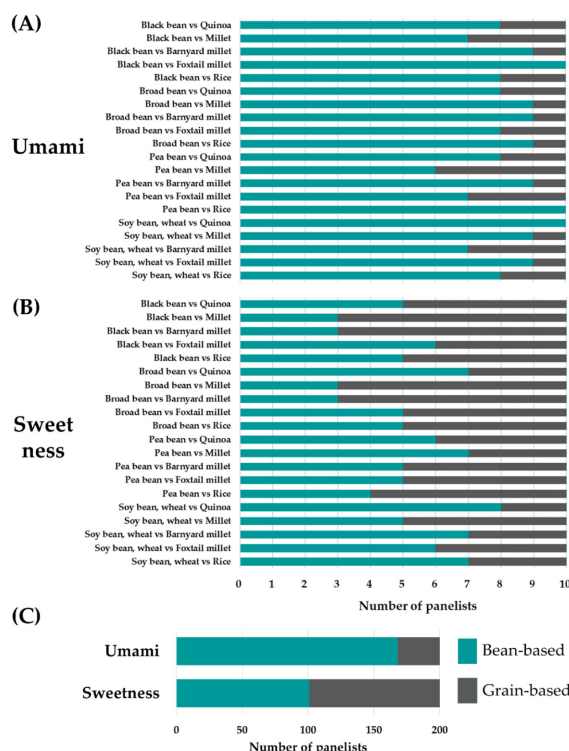 (A)
Umami
Black bean vs Quinoa
Black bean vs Millet
Black bean vs Barnyard millet
Black bean vs Foxtail millet
Black bean vs Rice
Broad bean vs Quinoa
Broad bean vs Millet
Broad bean vs Barnyard millet
Broad bean vs Foxtail millet
Broad bean vs Rice
Pea bean vs Quinoa
Pea bean vs Millet
Pea bean vs Barnyard millet
Pea bean vs Foxtail millet
Pea bean vs Rice
Soy bean, wheat vs Quinoa
Soy bean, wheat vs Millet
Soy bean, wheat vs Barnyard millet
Soy bean, wheat vs Foxtail millet
Soy bean, wheat vs Rice
(B)
Sweet
ness
Black bean vs Quinoa
Black bean vs Millet
Black bean vs Barnyard millet
Black bean vs Foxtail millet
Black bean vs Rice
Broad bean vs Quinoa
Broad bean vs Millet
Broad bean vs Barnyard millet
Broad bean vs Foxtail millet
Broad bean vs Rice
Pea bean vs Quinoa
Pea bean vs Millet
Pea bean vs Barnyard millet
Pea bean vs Foxtail millet
Pea bean vs Rice
Soy bean, wheat vs Quinoa
Soy bean, wheat vs Millet
Soy bean, wheat vs Barnyard millet
Soy bean, wheat vs Foxtail millet
Soy bean, wheat vs Rice
0 1 2 3 4 5 6 7 8 9 10
Number of panelists
(C)
Umami
Sweetness
0 100 200
Number of panelists
Bean-based
Grain-based